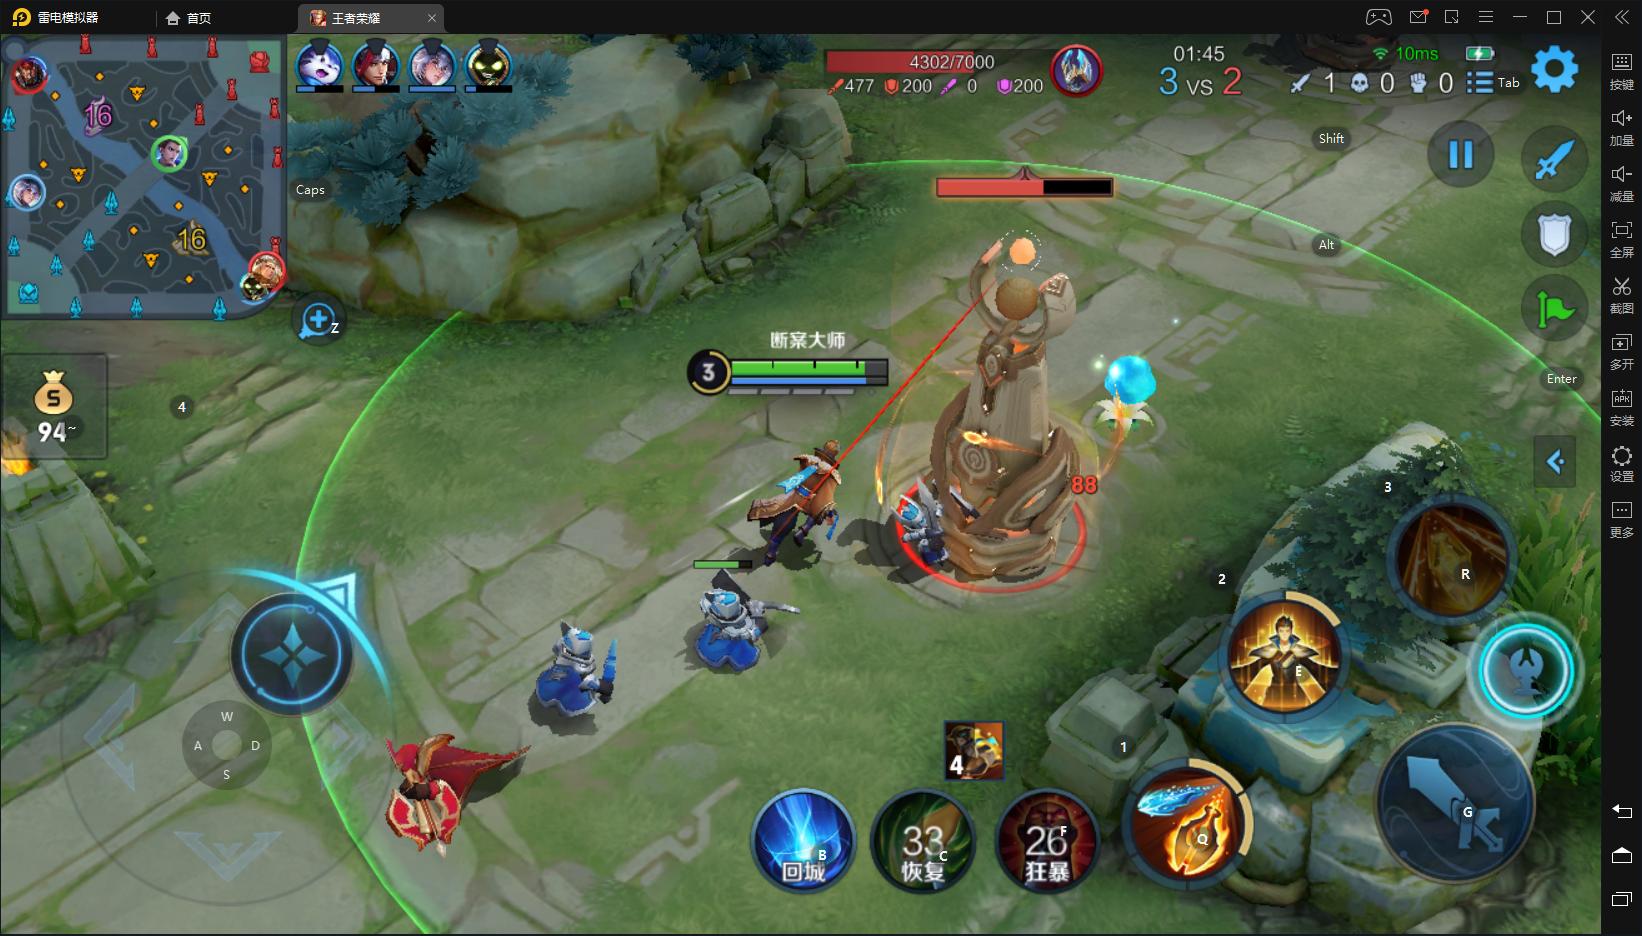 雷电模拟器
首页
王者荣耀
4302/7000
477 200 0 200
01:45
3 VS 2
10ms
1 0 0 Tab
16
16
Caps
Shift
Alt
Enter
Z
按键
加量
减量
全屏
截图
多开
APK
安装
设置
更多
断案大师
3
S
94
~
4
88
3
2
1
R
E
W
A D
S
4
B
回城
33
C
恢复
26
F
狂暴
Q
G